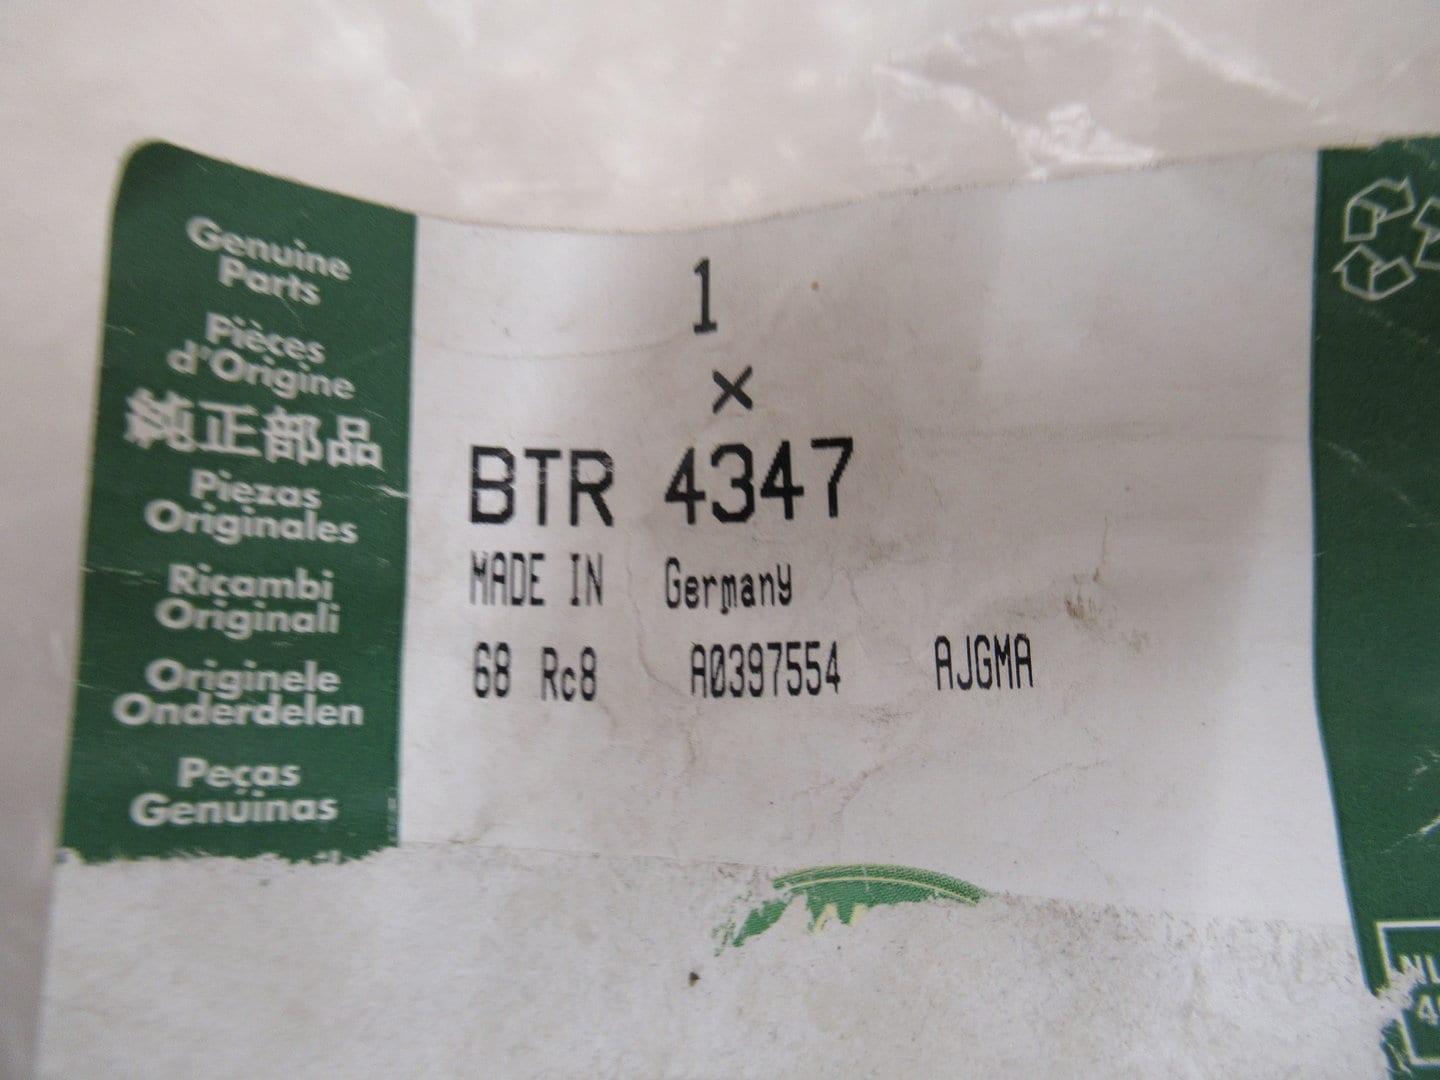 Genuine
Parts
Pièces
d'Origine
純正部品
Piezas
Originales
Ricambi
Originali
Originele
Onderdelen
Peças
Genuinas
1
×
BTR 4347
MADE IN Germany
68 Rc8 A0397554 AJGMA
NL